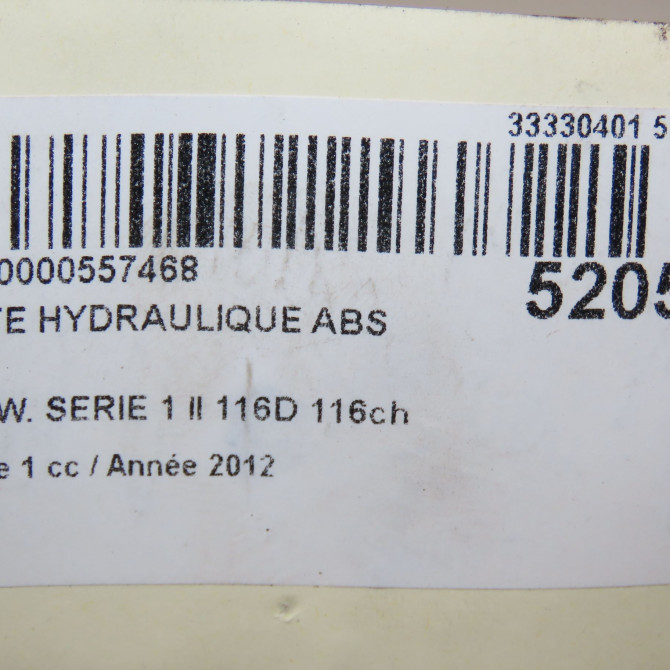 33330401 5
0000557468
5205
TE HYDRAULIQUE ABS
W. SERIE 1 II 116D 116ch
e 1 cc / Année 2012